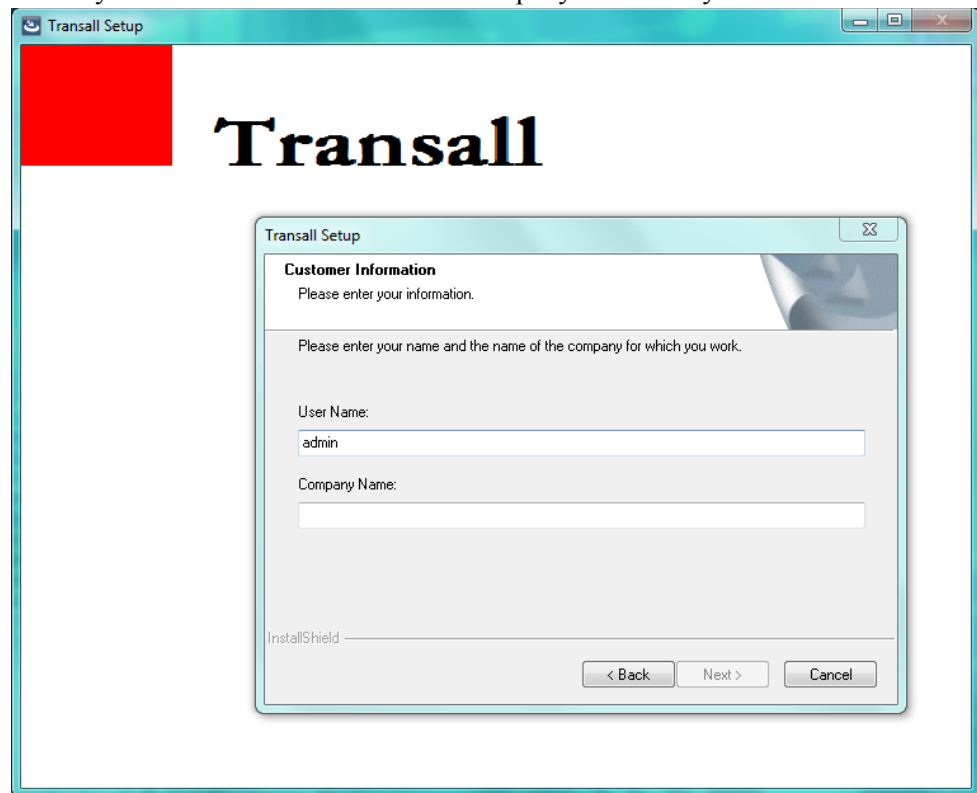 Transall Setup
Transall
Transall Setup
Customer Information
Please enter your information.
Please enter your name and the name of the company for which you work.
User Name:
admin
Company Name:
InstallShield
< Back Next > Cancel